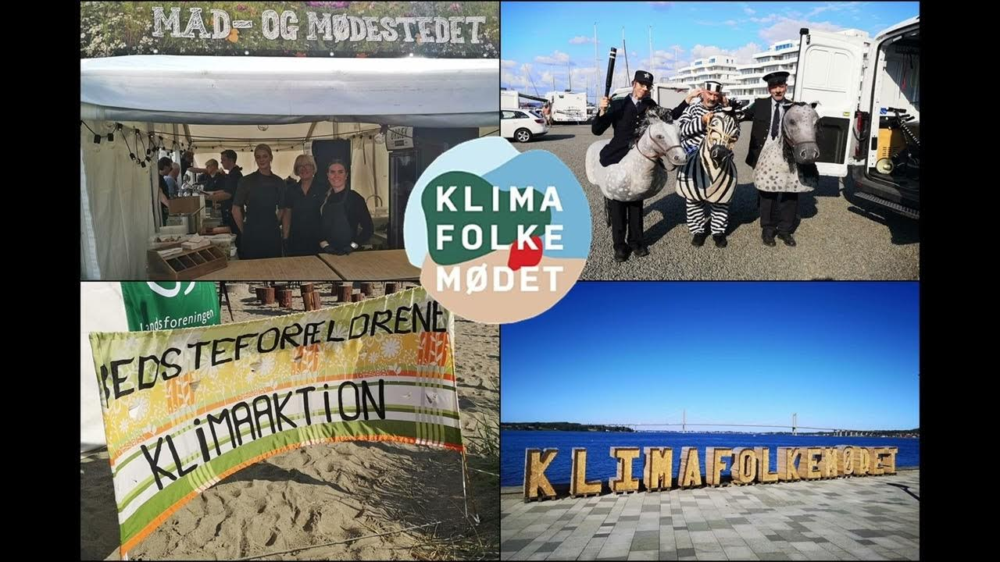 MAD- OG MØDESTEDET
KLIMA
FOLKE
MØDET
Landsforeningen
BEDSTEFORÆLDRENE
KLiMAAKTiON
KLIMAFOLKEMØDET